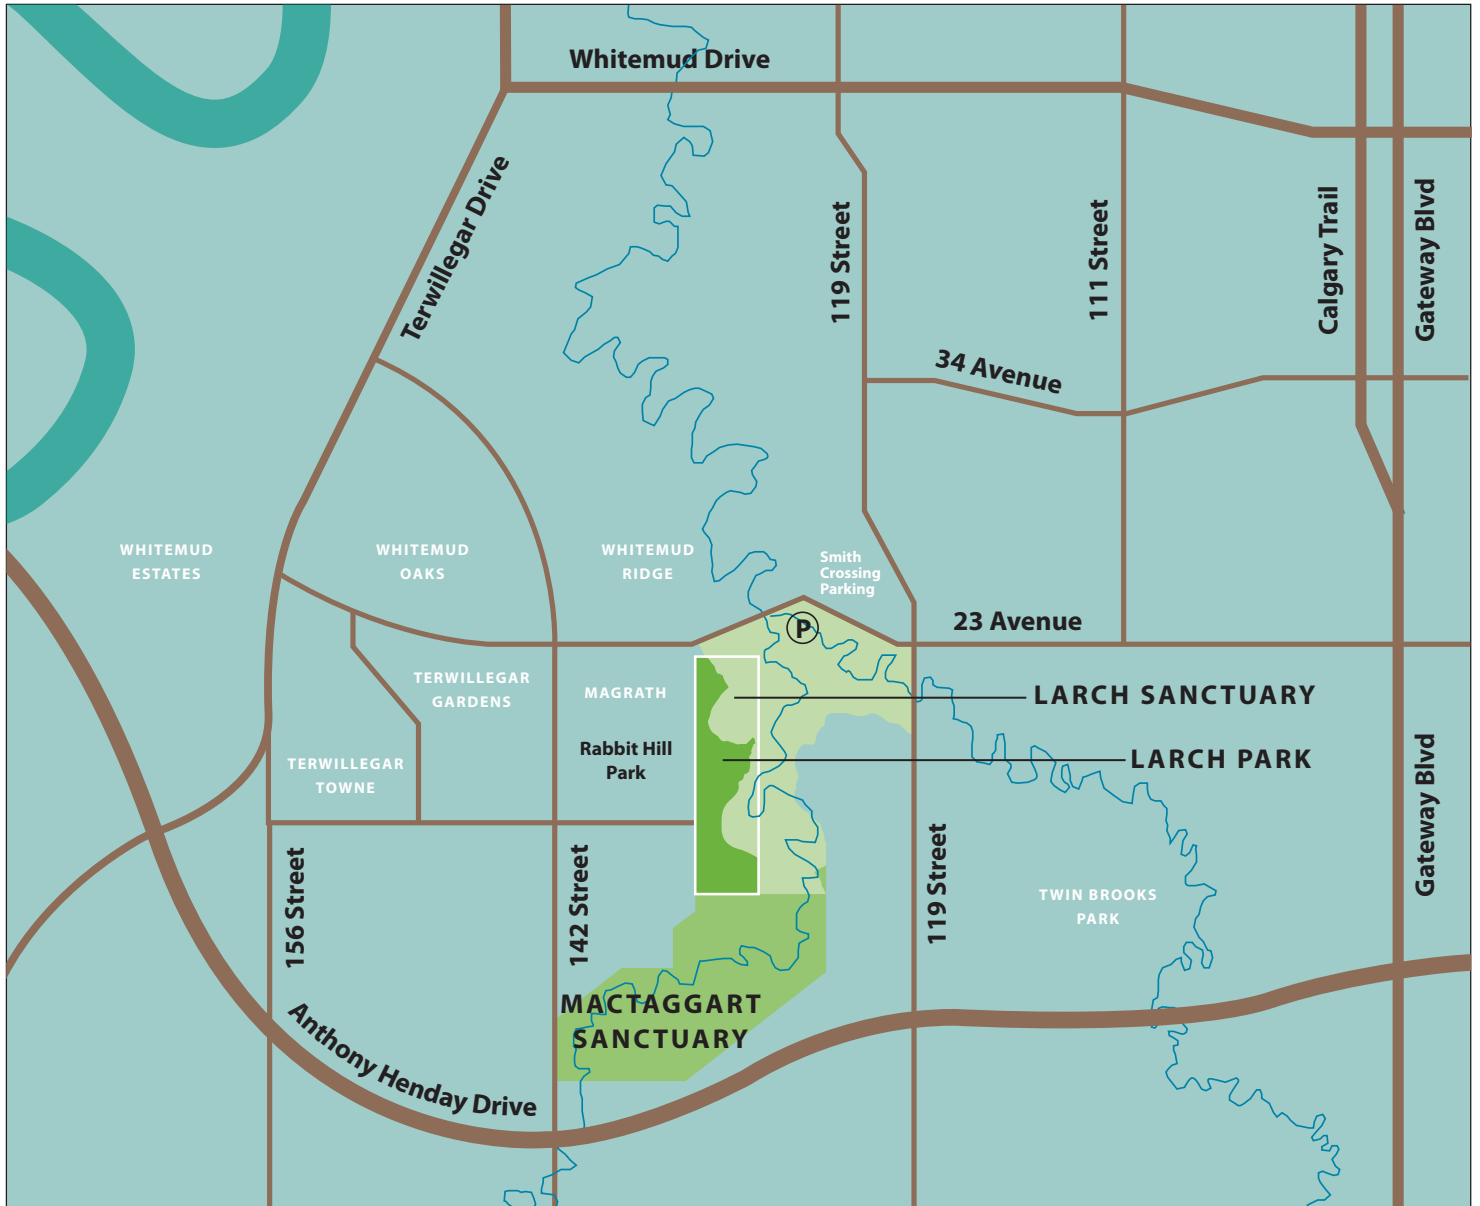 Whitemud Drive
Terwillegar Drive
119 Street
111 Street
Calgary Trail
Gateway Blvd
34 Avenue
WHITEMUD
ESTATES
WHITEMUD
OAKS
WHITEMUD
RIDGE
Smith
Crossing
Parking
P
23 Avenue
TERWILLEGAR
GARDENS
MAGRATH
LARCH SANCTUARY
Rabbit Hill
Park
LARCH PARK
TERWILLEGAR
TOWNE
Gateway Blvd
156 Street
142 Street
119 Street
TWIN BROOKS
PARK
MACTAGGART
SANCTUARY
Anthony Henday Drive